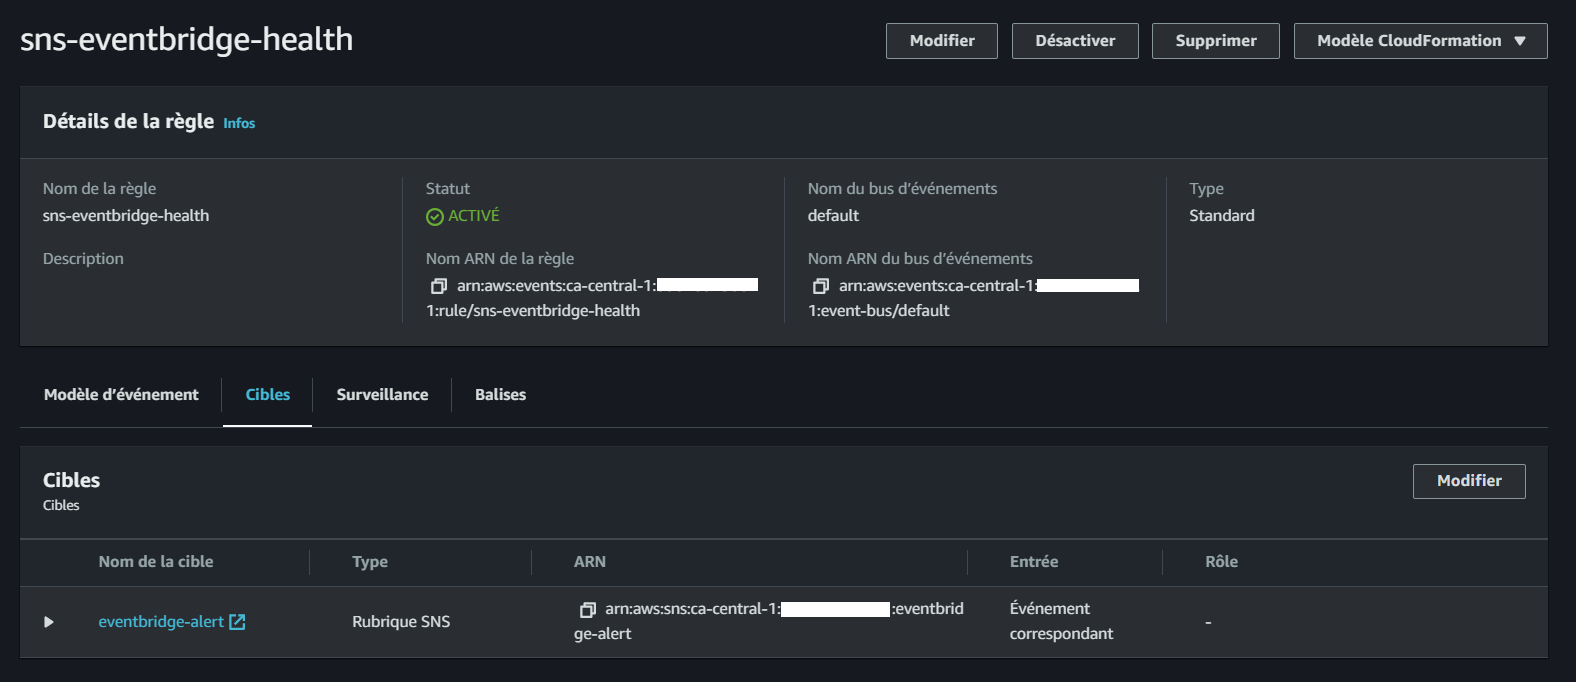 sns-eventbridge-health
Modifier
Désactiver
Supprimer
Modèle CloudFormation ▼
Détails de la règle Infos
Nom de la règle
sns-eventbridge-health
Description
Statut
ACTIVÉ
Nom ARN de la règle
arn:aws:events:ca-central-1:
1:rule/sns-eventbridge-health
Nom du bus d’événements
default
Nom ARN du bus d’événements
arn:aws:events:ca-central-1:
1:event-bus/default
Type
Standard
Modèle d’événement
Cibles
Surveillance
Balises
Cibles
Cibles
Modifier
Nom de la cible
Type
ARN
Entrée
Rôle
eventbridge-alert
Rubrique SNS
arn:aws:sns:ca-central-1: :eventbrid
ge-alert
Événement
correspondant
-